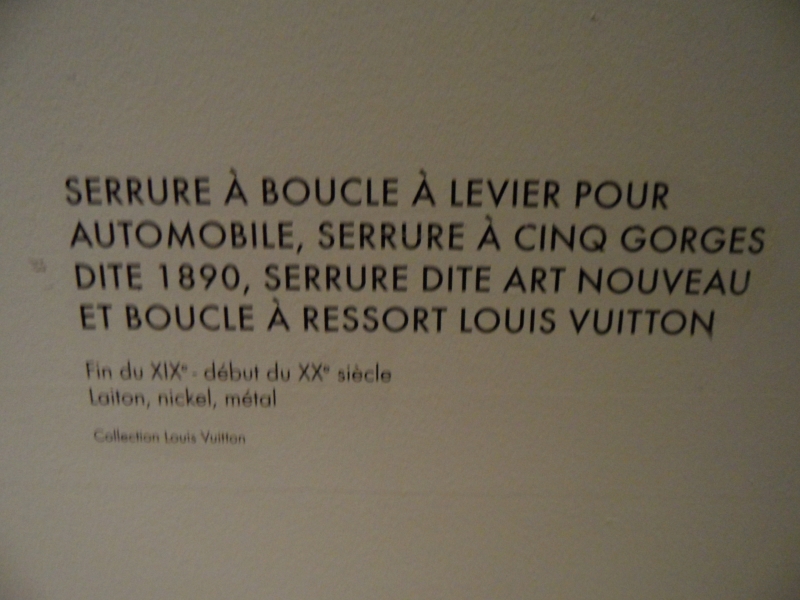 SERRURE À BOUCLE À LEVIER POUR
AUTOMOBILE, SERRURE À CINQ GORGES
DITE 1890, SERRURE DITE ART NOUVEAU
ET BOUCLE À RESSORT LOUIS VUITTON
Fin du XIXᵉ - début du XXᵉ siècle
Laiton, nickel, métal
Collection Louis Vuitton